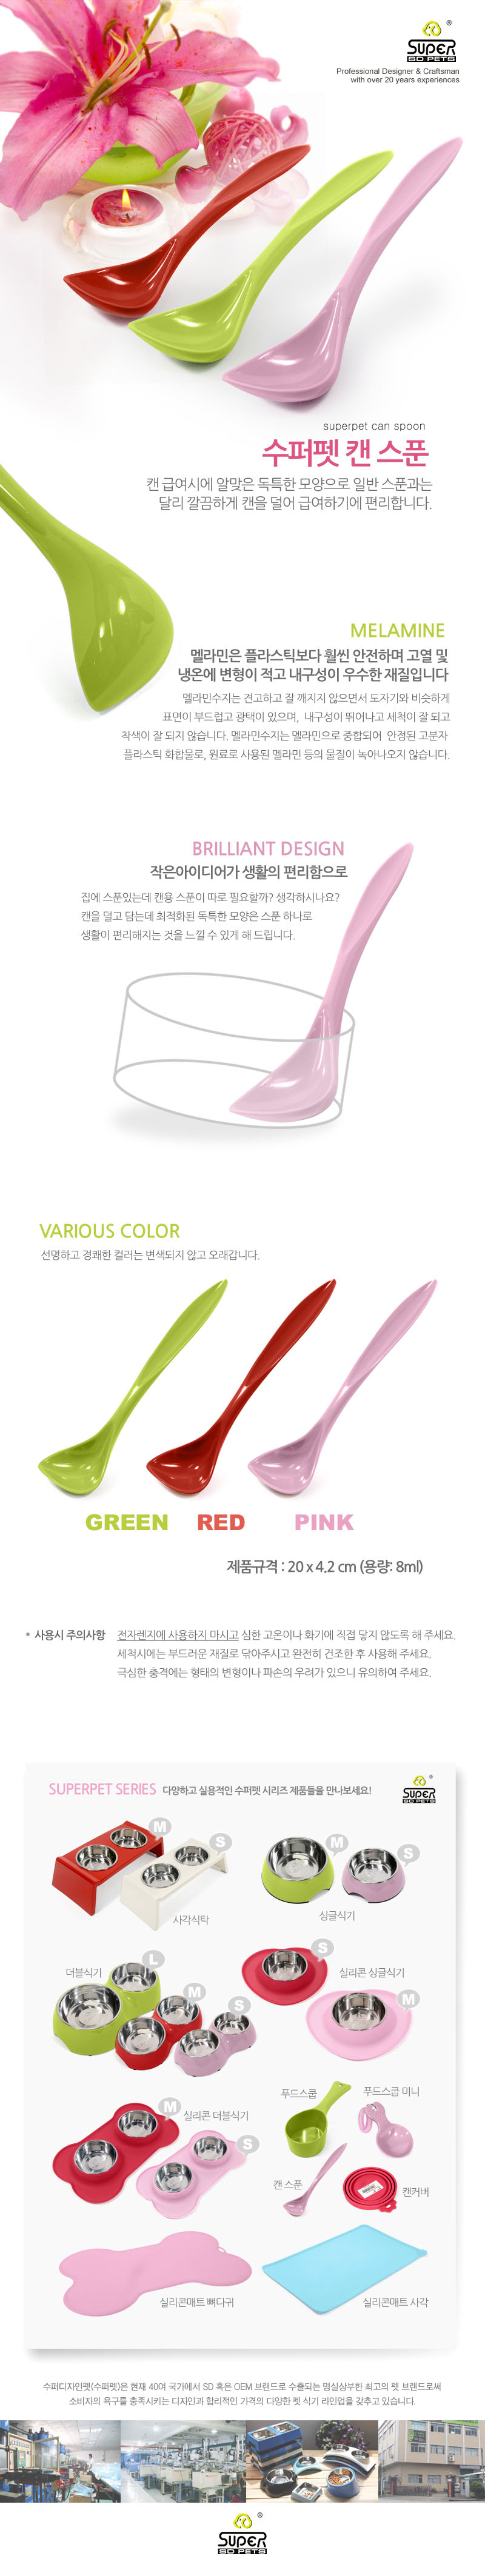 SUPER
SD PETS
®
Professional Designer & Craftsman
with over 20 years experiences
superpet can spoon
수퍼펫 캔 스푼
캔 급여시에 알맞은 독특한 모양으로 일반 스푼과는
달리 깔끔하게 캔을 덜어 급여하기에 편리합니다.
MELAMINE
멜라민은 플라스틱보다 훨씬 안전하며 고열 및
냉온에 변형이 적고 내구성이 우수한 재질입니다
멜라민수지는 견고하고 잘 깨지지 않으면서 도자기와 비슷하게
표면이 부드럽고 광택이 있으며, 내구성이 뛰어나고 세척이 잘 되고
착색이 잘 되지 않습니다. 멜라민수지는 멜라민으로 중합되어 안정된 고분자
플라스틱 화합물로, 원료로 사용된 멜라민 등의 물질이 녹아나오지 않습니다.
BRILLIANT DESIGN
작은아이디어가 생활의 편리함으로
집에 스푼있는데 캔용 스푼이 따로 필요할까? 생각하시나요?
캔을 덜고 담는데 최적화된 독특한 모양은 스푼 하나로
생활이 편리해지는 것을 느낄 수 있게 해 드립니다.
VARIOUS COLOR
선명하고 경쾌한 컬러는 변색되지 않고 오래갑니다.
GREEN RED PINK
제품규격 : 20 x 4.2 cm (용량: 8ml)
* 사용시 주의사항 전자렌지에 사용하지 마시고 심한 고온이나 화기에 직접 닿지 않도록 해 주세요.
세척시에는 부드러운 재질로 닦아주시고 완전히 건조한 후 사용해 주세요.
극심한 충격에는 형태의 변형이나 파손의 우려가 있으니 유의하여 주세요.
SUPERPET SERIES 다양하고 실용적인 수퍼펫 시리즈 제품들을 만나보세요!
SUPER
SD PETS
®
M S
사각식탁
M S
싱글식기
더블식기
L M S
S 실리콘 싱글식기
M
M 실리콘 더블식기
S
푸드스쿱 푸드스쿱 미니
캔 스푼 캔커버
실리콘매트 뼈다귀
실리콘매트 사각
수퍼디자인펫(수퍼펫)은 현재 40여 국가에서 SD 혹은 OEM 브랜드로 수출되는 명실상부한 최고의 펫 브랜드로써
소비자의 욕구를 충족시키는 디자인과 합리적인 가격의 다양한 펫 식기 라인업을 갖추고 있습니다.
SUPER
SD PETS
®